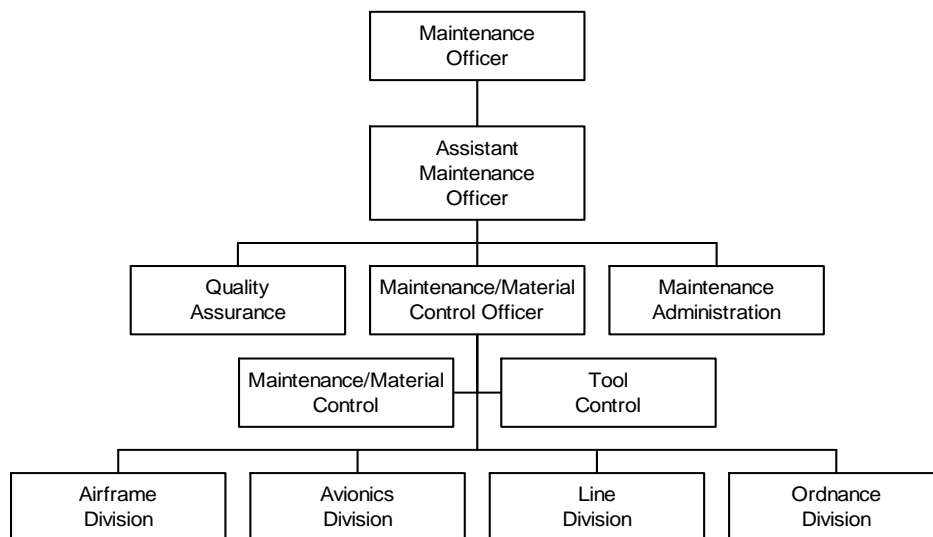 Maintenance
Officer
Assistant
Maintenance
Officer
Quality
Assurance
Maintenance/Material
Control Officer
Maintenance
Administration
Maintenance/Material
Control
Tool
Control
Airframe
Division
Avionics
Division
Line
Division
Ordnance
Division